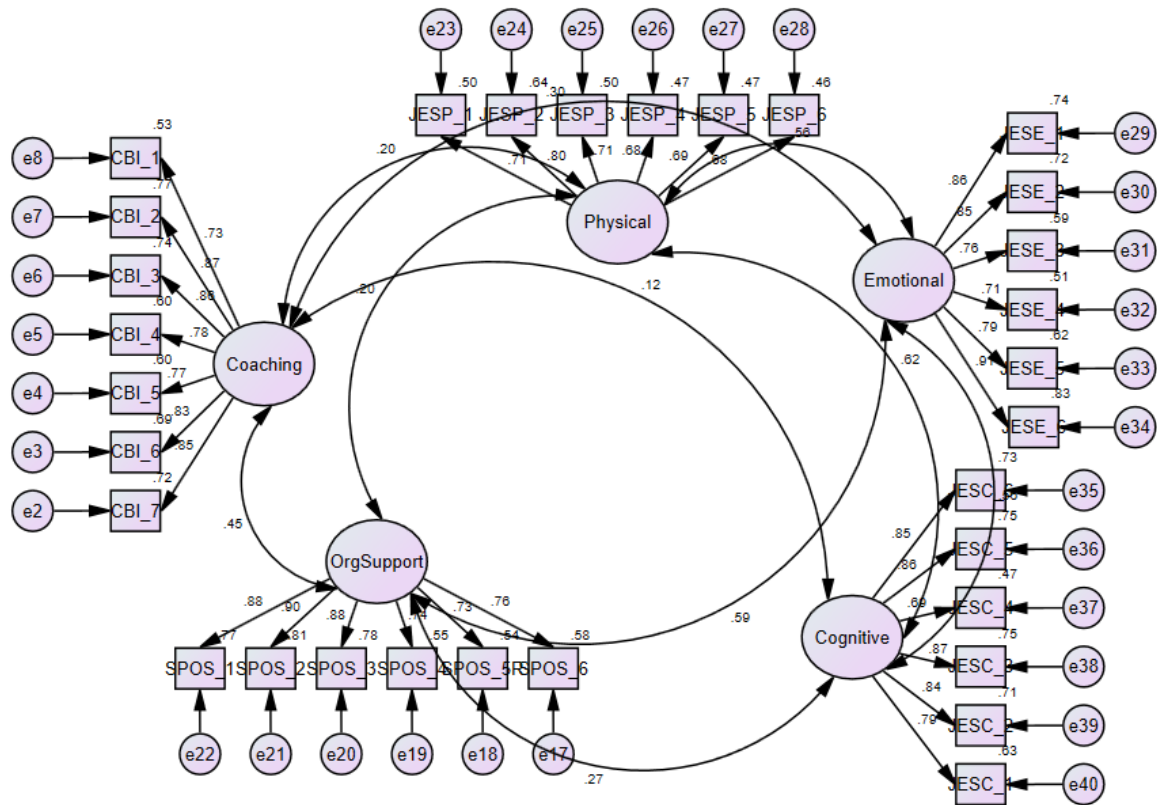 e23 e24 e25 e26 e27 e28
.50 .64 .50 .47 .47 .46
JESP_1 JESP_2 JESP_3 JESP_4 JESP_5 JESP_6
.30
.56
.20
.71 .80 .71 .68 .69 .68
Physical
.53
e8 CBI_1
.77
e7 CBI_2
.74
e6 CBI_3
.60
e5 CBI_4
.60
e4 CBI_5
.69
e3 CBI_6
.72
e2 CBI_7
.73
.87
.78
.77
.83
.85
Coaching
.20
.12
.62
.45
.59
.27
.74
JESE_1 e29
.72
JESE_2 e30
.59
JESE_3 e31
.51
JESE_4 e32
.62
JESE_5 e33
.83
e34
.86
.85
.76
.71
.79
.91
Emotional
OrgSupport
.88 .90 .88 .74 .73 .76
.77 .81 .78 .55 .54 .58
SPOS_1 SPOS_2 SPOS_3 SPOS_4 SPOS_5R SPOS_6
e22 e21 e20 e19 e18 e17
.73
e35
.75
JESC_5 e36
.47
JESC_4 e37
.75
JESC_3 e38
.71
JESC_2 e39
.63
JESC_1 e40
.85
.86
.69
.87
.84
.79
Cognitive